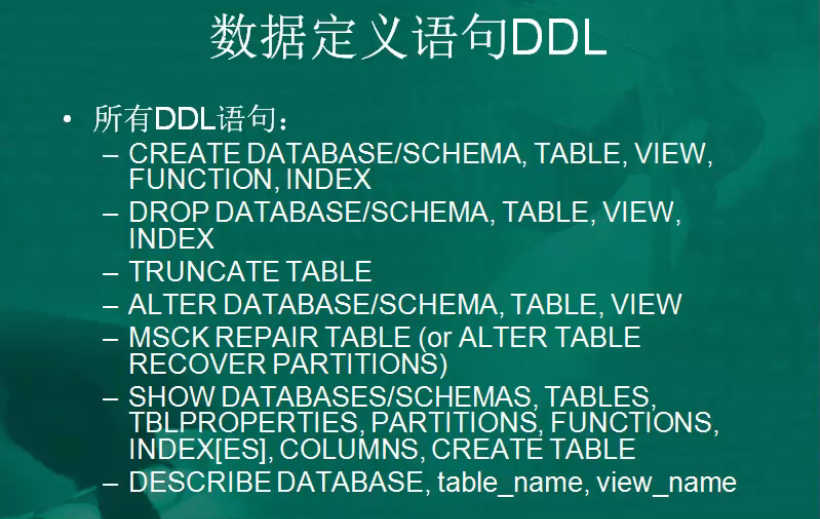 数据定义语句DDL
• 所有DDL语句：
– CREATE DATABASE/SCHEMA, TABLE, VIEW,
FUNCTION, INDEX
– DROP DATABASE/SCHEMA, TABLE, VIEW,
INDEX
– TRUNCATE TABLE
– ALTER DATABASE/SCHEMA, TABLE, VIEW
– MSCK REPAIR TABLE (or ALTER TABLE
RECOVER PARTITIONS)
– SHOW DATABASES/SCHEMAS, TABLES,
TBLPROPERTIES, PARTITIONS, FUNCTIONS,
INDEX[ES], COLUMNS, CREATE TABLE
– DESCRIBE DATABASE, table_name, view_name